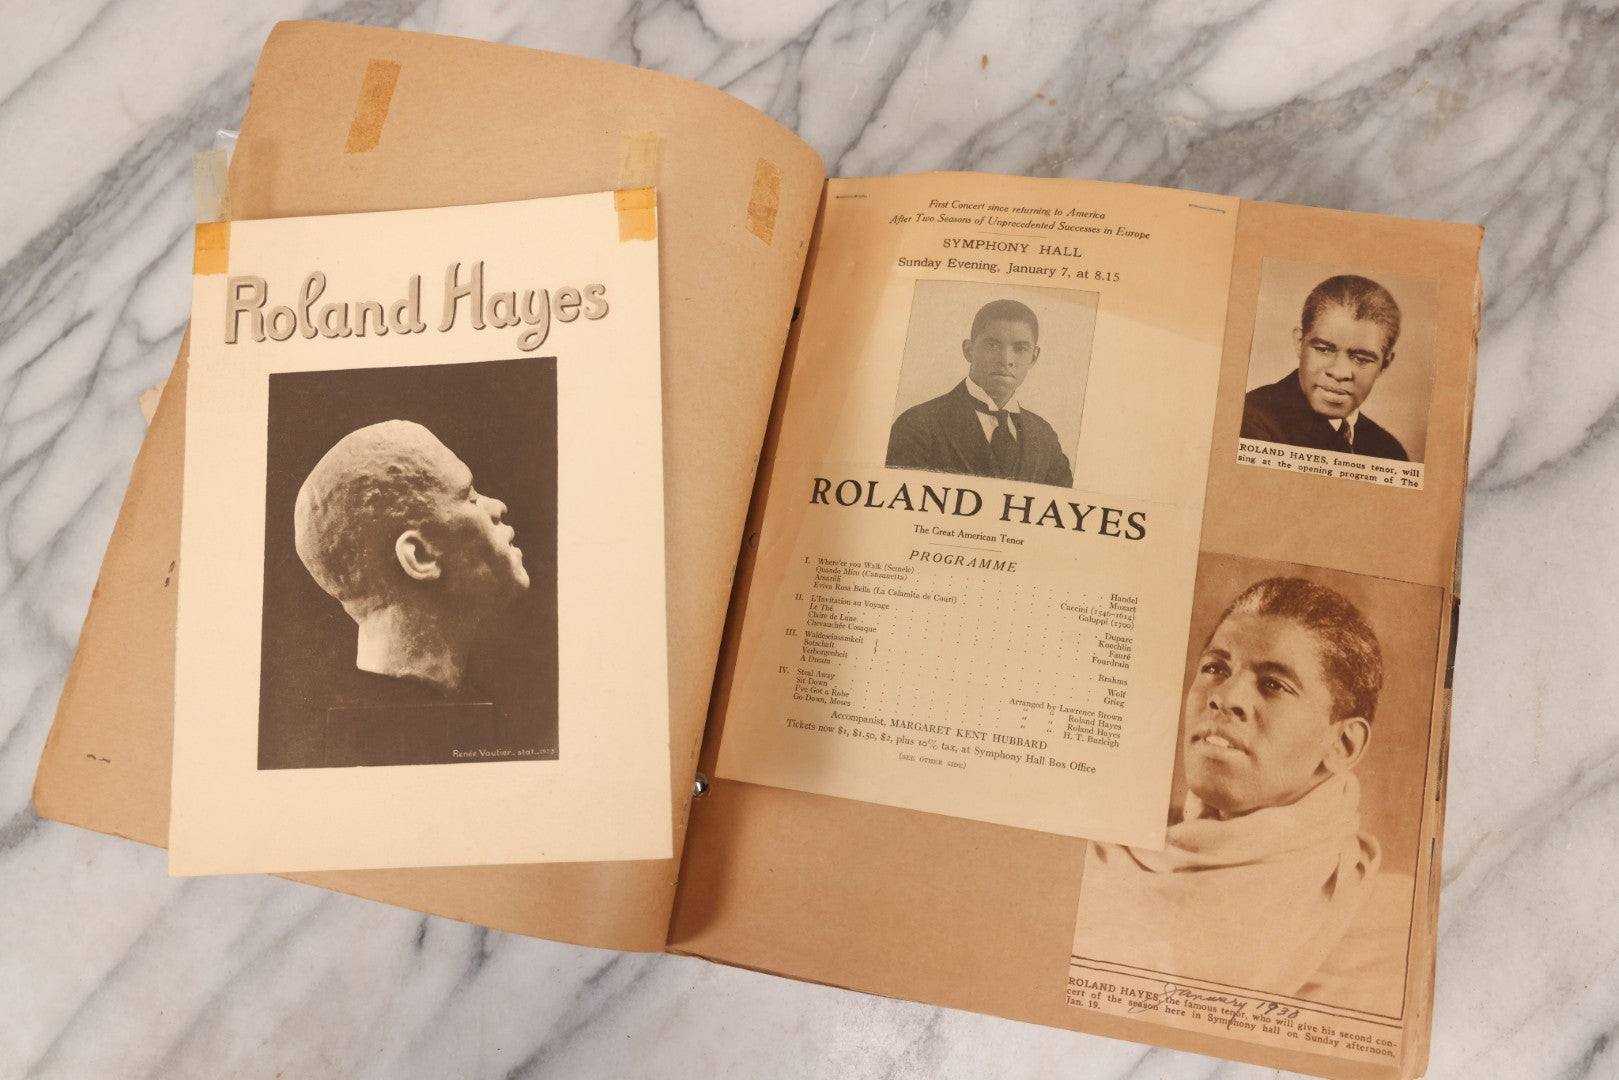 Roland Hayes
Renée Vautier _ stat _ 1923
First Concert since returning to America
After Two Seasons of Unprecedented Successes in Europe
SYMPHONY HALL
Sunday Evening, January 7, at 8.15
ROLAND HAYES
The Great American Tenor
PROGRAMME
I. Where'er you Walk (Semele) . . . . . Handel
Quando Miro (Canzanetta) . . . . . Mozart
Amarilli . . . . . Caccini (1546-1614)
Eviva Rosa Bella (La Calamita de Couri) . . . . . Galuppi (1700)
II. L'Invitation au Voyage . . . . . Duparc
Le Thé . . . . . Koechlin
Claire de Lune . . . . . Fauré
Chevauchée Cosaque . . . . . Fourdrain
III. Waldeseinsamkeit
Botschaft . . . . . Brahms
Verborgenheit . . . . . Wolf
A Dream . . . . . Grieg
IV. Steal Away . . . . . Arranged by Lawrence Brown
Sit Down . . . . . " " Roland Hayes
I've Got a Robe . . . . . " " Roland Hayes
Go Down, Moses . . . . . " " H. T. Burleigh
Accompanist, MARGARET KENT HUBBARD
Tickets now $1, $1.50, $2, plus 10% tax, at Symphony Hall Box Office
(SEE OTHER SIDE)
ROLAND HAYES, famous tenor, will
sing at the opening program of The
January 1930
ROLAND HAYES, the famous tenor, who will give his second con-
cert of the season here in Symphony hall on Sunday afternoon,
Jan. 19.